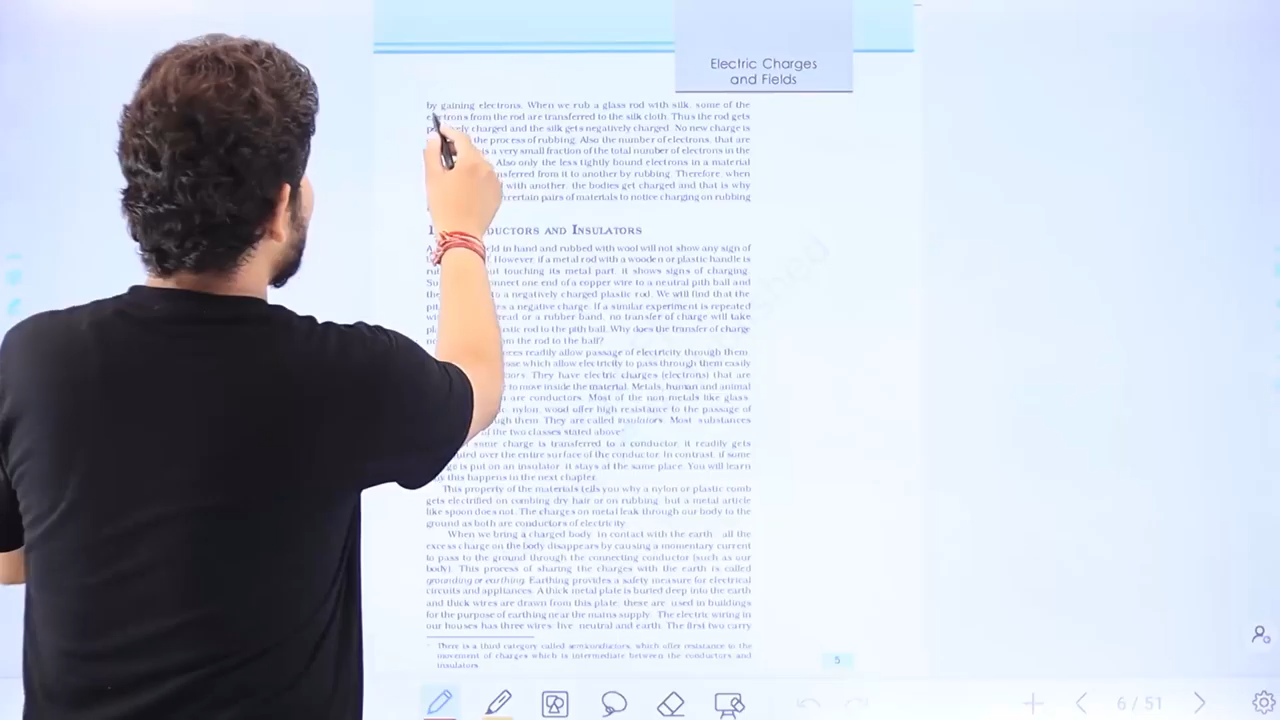 Electric Charges
and Fields
by gaining electrons. When we rub a glass rod with silk, some of the
electrons from the rod are transferred to the silk cloth. Thus the rod gets
charged and the silk gets negatively charged. No new charge is
the process of rubbing. Also the number of electrons, that are
is a very small fraction of the total number of electrons in the
Also only the less tightly bound electrons in a material
from it to another by rubbing. Therefore, when
with another, the bodies get charged and that is why
certain pairs of materials to notice charging on rubbing
AND INSULATORS
in hand and rubbed with wool will not show any sign of
However, if a metal rod with a wooden or plastic handle is
touching its metal part, it shows signs of charging.
one end of a copper wire to a neutral pith ball and
to a negatively charged plastic rod. We will find that the
a negative charge. If a similar experiment is repeated
or a rubber band, no transfer of charge will take
rod to the pith ball. Why does the transfer of charge
the rod to the ball?
readily allow passage of electricity through them,
which allow electricity to pass through them easily
They have electric charges (electrons) that are
to move inside the material. Metals, human and animal
are conductors. Most of the non-metals like glass,
nylon, wood offer high resistance to the passage of
them. They are called insulators. Most substances
of the two classes stated above*
some charge is transferred to a conductor, it readily gets
over the entire surface of the conductor. In contrast, if some
is put on an insulator, it stays at the same place. You will learn
this happens in the next chapter.
This property of the materials tells you why a nylon or plastic comb
gets electrified on combing dry hair or on rubbing, but a metal article
like spoon does not. The charges on metal leak through our body to the
ground as both are conductors of electricity.
When we bring a charged body in contact with the earth, all the
excess charge on the body disappears by causing a momentary current
to pass to the ground through the connecting conductor (such as our
body). This process of sharing the charges with the earth is called
grounding or earthing. Earthing provides a safety measure for electrical
circuits and appliances. A thick metal plate is buried deep into the earth
and thick wires are drawn from this plate; these are used in buildings
for the purpose of earthing near the mains supply. The electric wiring in
our houses has three wires: live, neutral and earth. The first two carry
* There is a third category called semiconductors, which offer resistance to the
movement of charges which is intermediate between the conductors and
insulators.
5
6 / 51